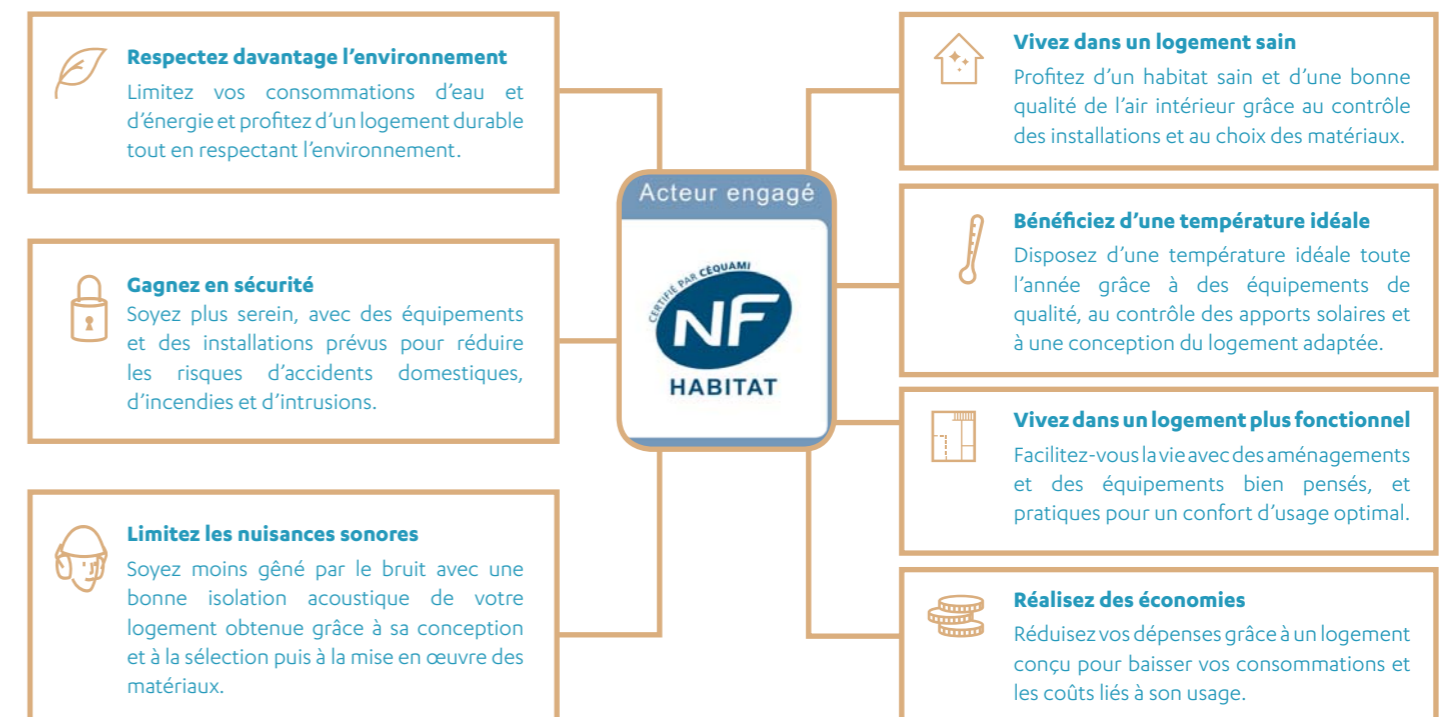 Respectez davantage l’environnement
Limitez vos consommations d’eau et
d’énergie et profitez d’un logement durable
tout en respectant l’environnement.
Gagnez en sécurité
Soyez plus serein, avec des équipements
et des installations prévus pour réduire
les risques d’accidents domestiques,
d’incendies et d’intrusions.
Limitez les nuisances sonores
Soyez moins gêné par le bruit avec une
bonne isolation acoustique de votre
logement obtenue grâce à sa conception
et à la sélection puis à la mise en œuvre des
matériaux.
Acteur engagé
CERTIFIÉ PAR CÉQUAMI
NF
HABITAT
Vivez dans un logement sain
Profitez d’un habitat sain et d’une bonne
qualité de l’air intérieur grâce au contrôle
des installations et au choix des matériaux.
Bénéficiez d’une température idéale
Disposez d’une température idéale toute
l’année grâce à des équipements de
qualité, au contrôle des apports solaires et
à une conception du logement adaptée.
Vivez dans un logement plus fonctionnel
Facilitez-vous la vie avec des aménagements
et des équipements bien pensés, et
pratiques pour un confort d’usage optimal.
Réalisez des économies
Réduisez vos dépenses grâce à un logement
conçu pour baisser vos consommations et
les coûts liés à son usage.